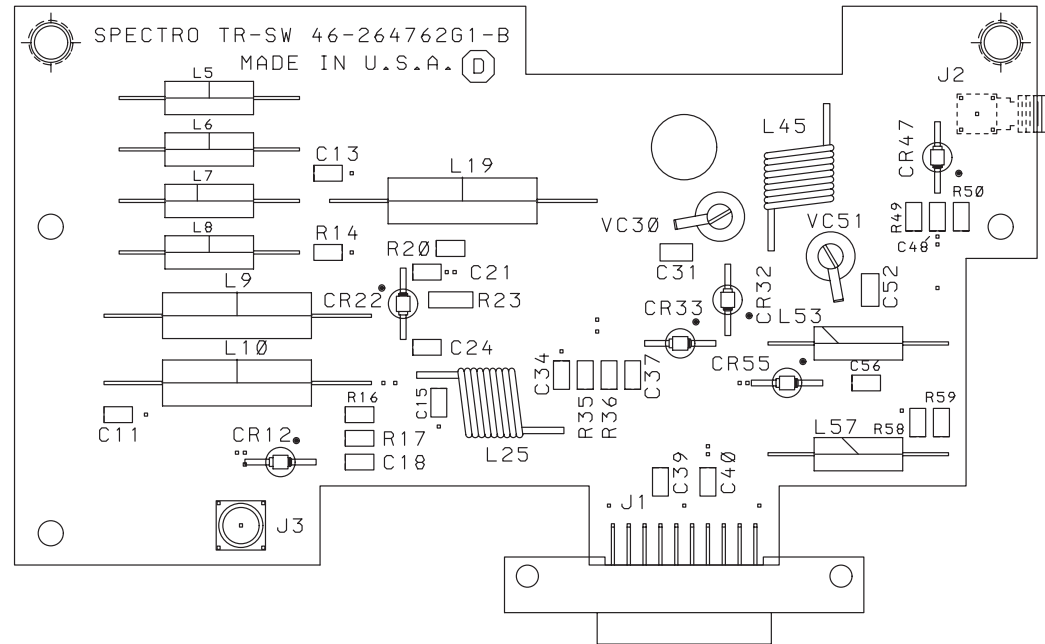 SPECTRO TR-SW 46-264762G1-B
MADE IN U.S.A. D
L5
J2
L6
L45
CR47
C13
L19
L7
R50
R49
VC30
VC51
L8
R14
R20
C48
C31
C21
L9
CR22
R23
CR32
C52
CR33
L53
L10
C24
C34
R35
R36
C37
CR55
C56
R16
C15
R59
C11
R17
R58
CR12
C18
L25
L57
C39
C40
J1
J3